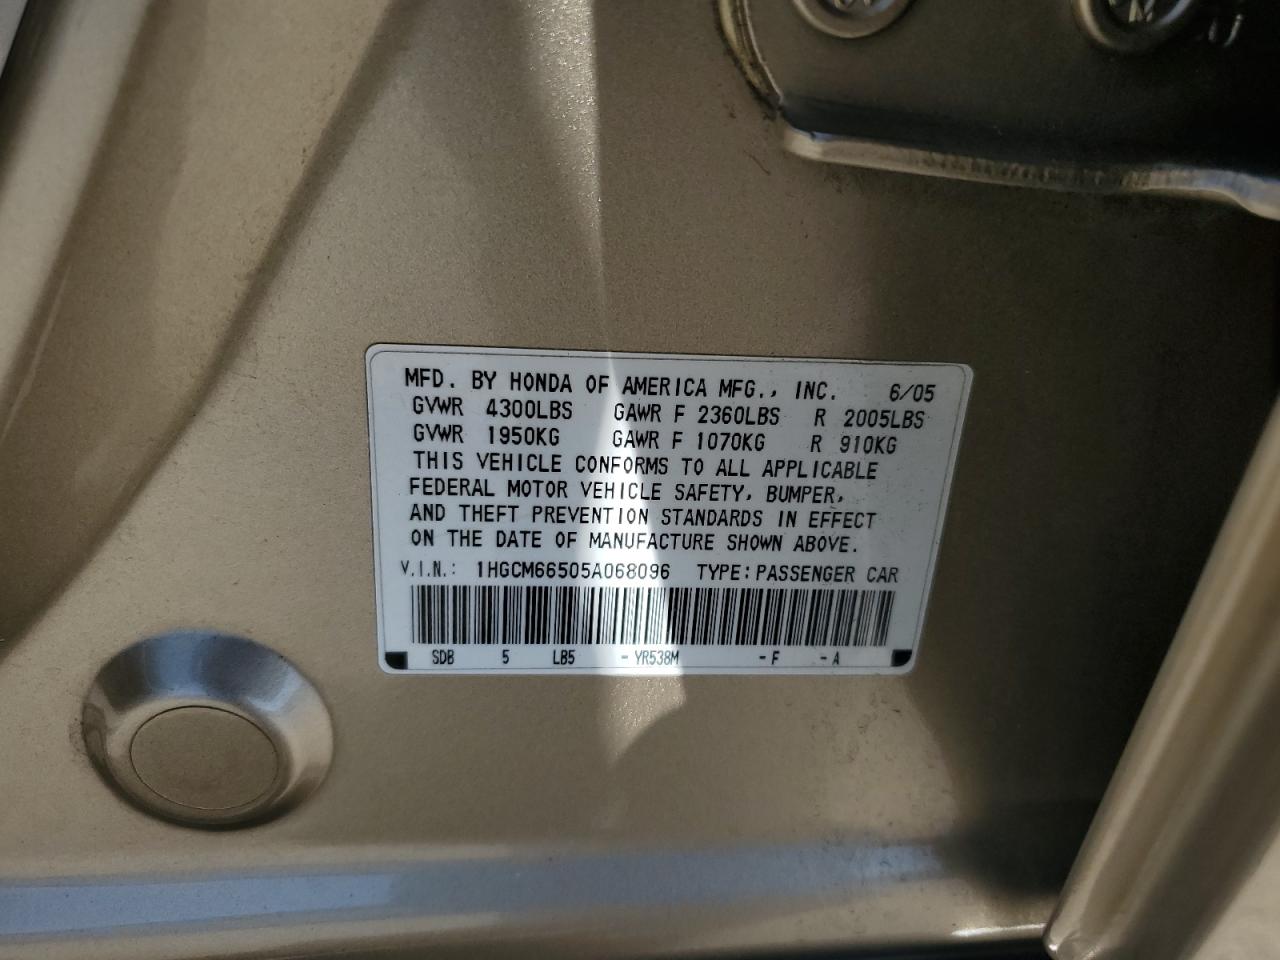 MFD. BY HONDA OF AMERICA MFG., INC. 6/05
GVWR 4300LBS GAWR F 2360LBS R 2005LBS
GVWR 1950KG GAWR F 1070KG R 910KG
THIS VEHICLE CONFORMS TO ALL APPLICABLE
FEDERAL MOTOR VEHICLE SAFETY, BUMPER,
AND THEFT PREVENTION STANDARDS IN EFFECT
ON THE DATE OF MANUFACTURE SHOWN ABOVE.
V.I.N.: 1HGCM66505A068096 TYPE: PASSENGER CAR
SDB 5 LB5 - YR538M - F - A